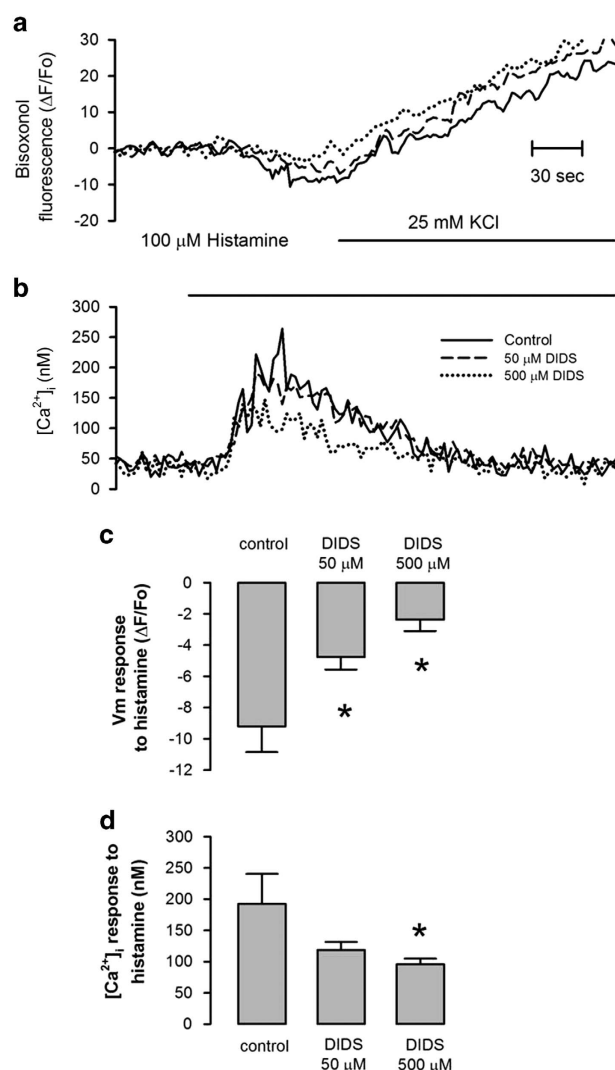 a
30
20
10
0
-10
-20
Bisoxonol
fluorescence (ΔF/Fo)
30 sec
25 mM KCl
100 μM Histamine
b
300
250
200
150
100
50
0
[Ca²⁺]ᵢ (nM)
Control
50 μM DIDS
500 μM DIDS
c
control
DIDS
50 μM
DIDS
500 μM
0
-2
-4
-6
-8
-10
-12
Vm response
to histamine (ΔF/Fo)
*
*
d
300
250
200
150
100
50
0
[Ca²⁺]ᵢ response to
histamine (nM)
*
control
DIDS
50 μM
DIDS
500 μM